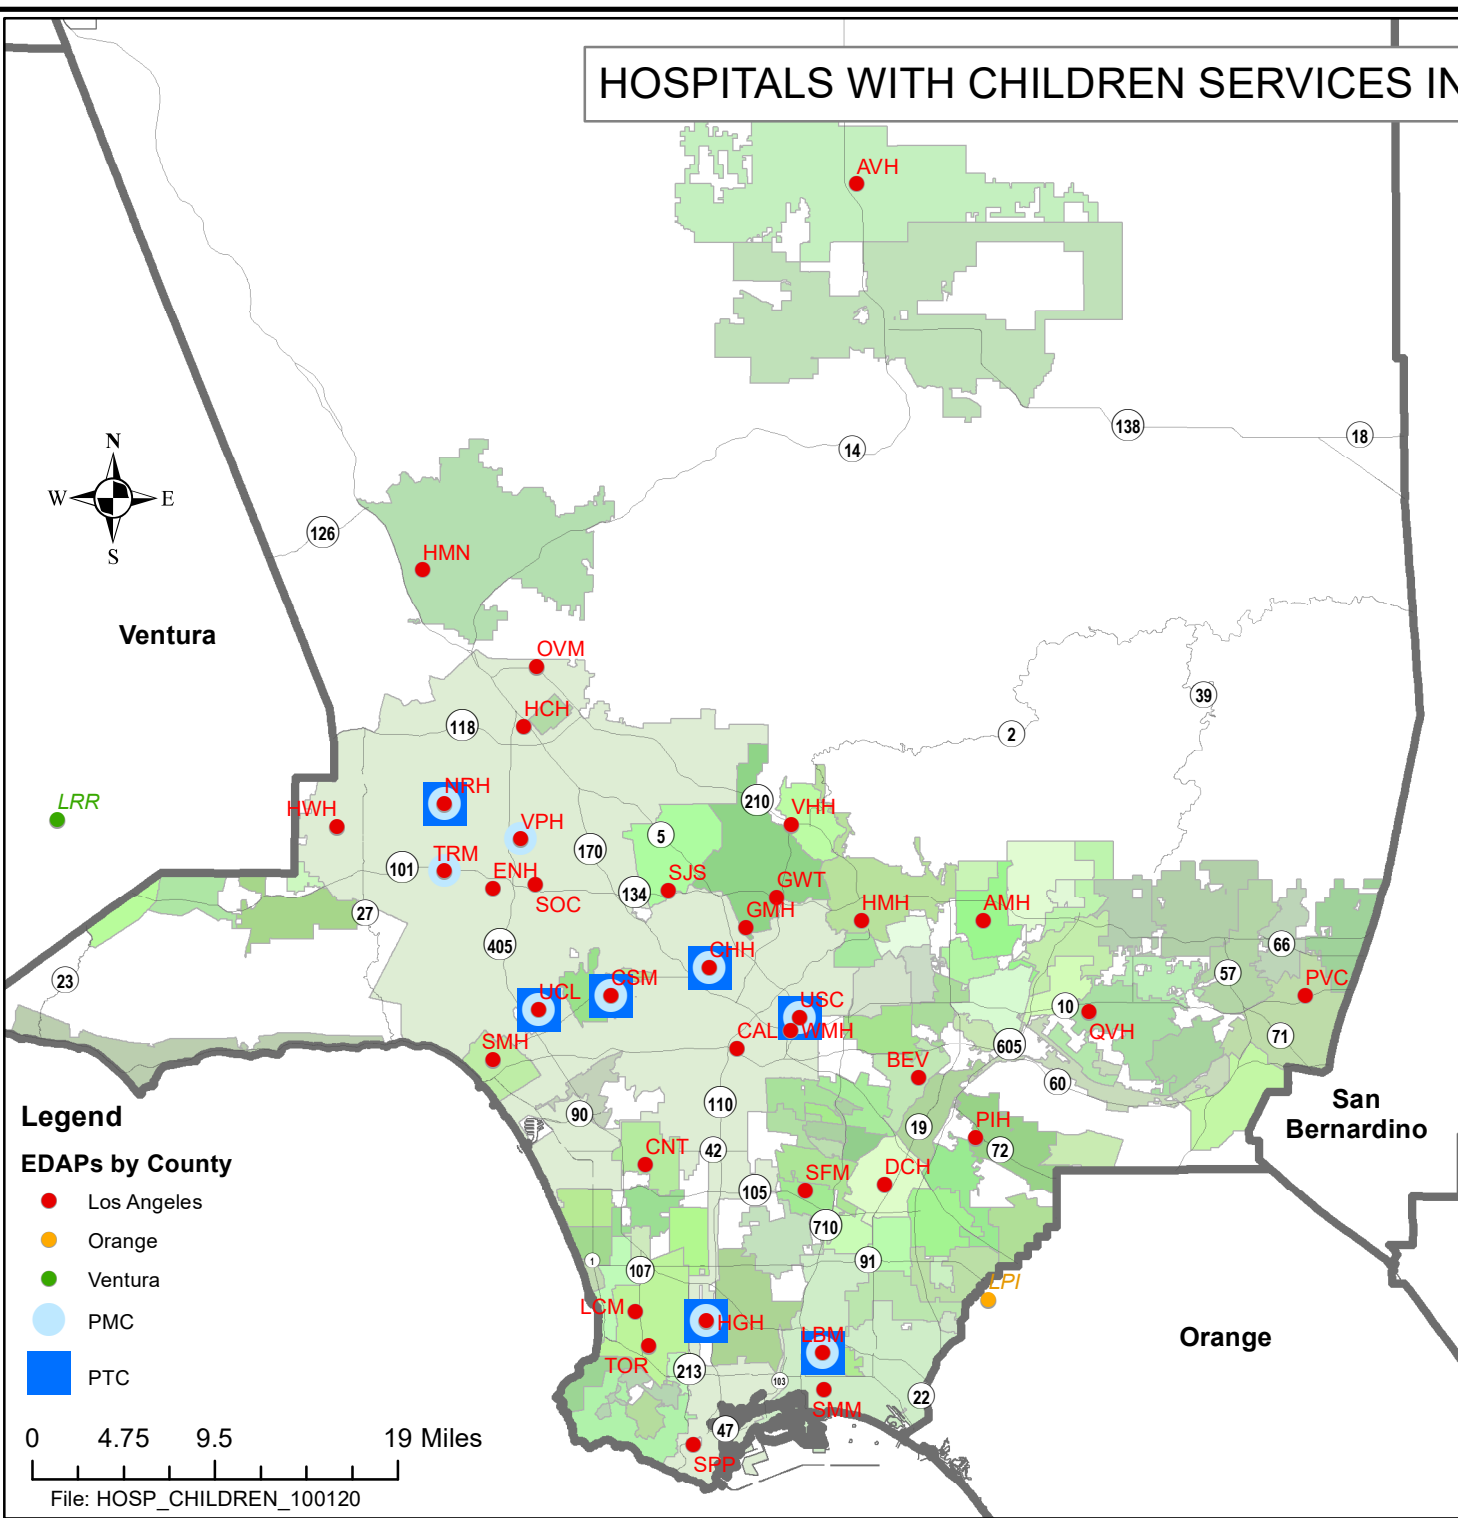 HOSPITALS WITH CHILDREN SERVICES IN
AVH
138
18
14
N
W E
S
126
HMN
Ventura
OVM
39
HCH
118
2
NRH
210
LRR
HWH
VPH
5
VHH
170
TRM
101
ENH
SJS
134
GWT
SOC
HMH
AMH
27
GMH
405
66
CHH
57
23
CSM
PVC
UCL
10
USC
CAL
WMH
QVH
SMH
71
605
BEV
60
110
90
Legend
San
Bernardino
19
PIH
72
42
CNT
EDAPs by County
SFM
DCH
105
Los Angeles
710
Orange
91
1
107
Ventura
LPI
LCM
HGH
PMC
LBM
Orange
TOR
213
PTC
103
22
SMM
47
0 4.75 9.5 19 Miles
SPP
File: HOSP_CHILDREN_100120